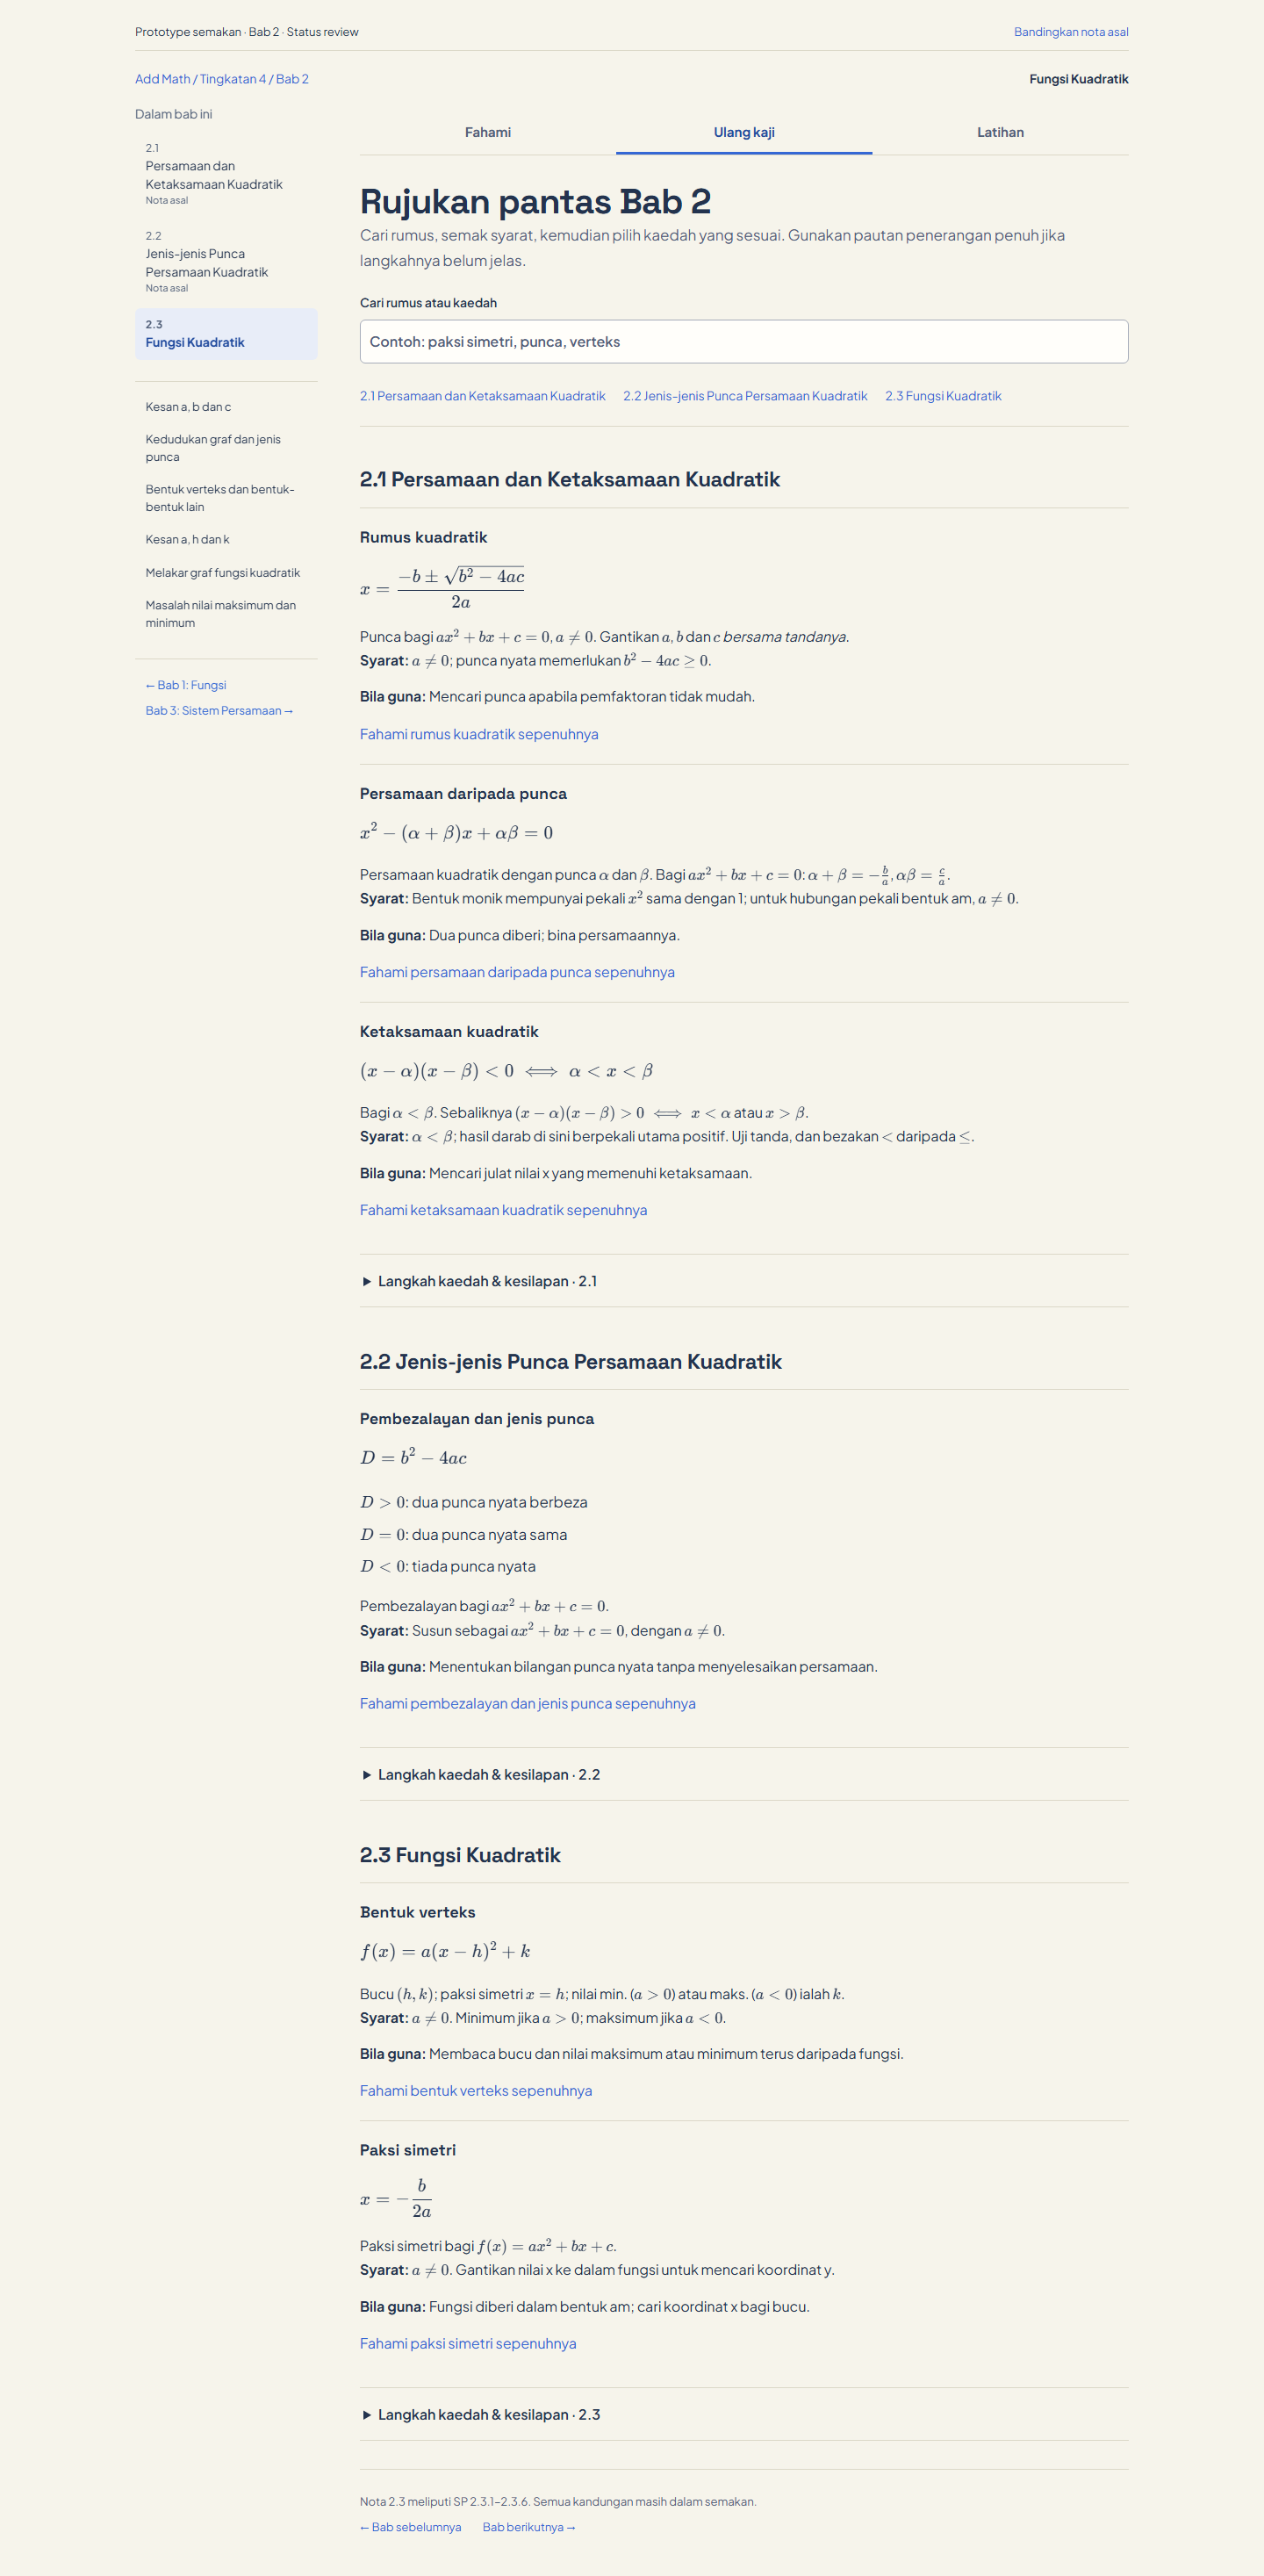 Prototype semakan · Bab 2 · Status review
Bandingkan nota asal
Add Math / Tingkatan 4 / Bab 2
Fungsi Kuadratik
Dalam bab ini
2.1
Persamaan dan
Ketaksamaan Kuadratik
Nota asal
2.2
Jenis-jenis Punca
Persamaan Kuadratik
Nota asal
2.3
Fungsi Kuadratik
Kesan a, b dan c
Kedudukan graf dan jenis
punca
Bentuk verteks dan bentuk-
bentuk lain
Kesan a, h dan k
Melakar graf fungsi kuadratik
Masalah nilai maksimum dan
minimum
← Bab 1: Fungsi
Bab 3: Sistem Persamaan →
Fahami
Ulang kaji
Latihan
Rujukan pantas Bab 2
Cari rumus, semak syarat, kemudian pilih kaedah yang sesuai. Gunakan pautan penerangan penuh jika
langkahnya belum jelas.
Cari rumus atau kaedah
Contoh: paksi simetri, punca, verteks
2.1 Persamaan dan Ketaksamaan Kuadratik 2.2 Jenis-jenis Punca Persamaan Kuadratik 2.3 Fungsi Kuadratik
2.1 Persamaan dan Ketaksamaan Kuadratik
Rumus kuadratik
x = (−b ± √(b² − 4ac)) / 2a
Punca bagi ax² + bx + c = 0, a ≠ 0. Gantikan a, b dan c bersama tandanya.
Syarat: a ≠ 0; punca nyata memerlukan b² − 4ac ≥ 0.
Bila guna: Mencari punca apabila pemfaktoran tidak mudah.
Fahami rumus kuadratik sepenuhnya
Persamaan daripada punca
x² − (α + β)x + αβ = 0
Persamaan kuadratik dengan punca α dan β. Bagi ax² + bx + c = 0: α + β = −b/a, αβ = c/a.
Syarat: Bentuk monik mempunyai pekali x² sama dengan 1; untuk hubungan pekali bentuk am, a ≠ 0.
Bila guna: Dua punca diberi; bina persamaannya.
Fahami persamaan daripada punca sepenuhnya
Ketaksamaan kuadratik
(x − α)(x − β) < 0 ⟺ α < x < β
Bagi α < β. Sebaliknya (x − α)(x − β) > 0 ⟺ x < α atau x > β.
Syarat: α < β; hasil darab di sini berpekali utama positif. Uji tanda, dan bezakan < daripada ≤.
Bila guna: Mencari julat nilai x yang memenuhi ketaksamaan.
Fahami ketaksamaan kuadratik sepenuhnya
▶ Langkah kaedah & kesilapan · 2.1
2.2 Jenis-jenis Punca Persamaan Kuadratik
Pembezalayan dan jenis punca
D = b² − 4ac
D > 0: dua punca nyata berbeza
D = 0: dua punca nyata sama
D < 0: tiada punca nyata
Pembezalayan bagi ax² + bx + c = 0.
Syarat: Susun sebagai ax² + bx + c = 0, dengan a ≠ 0.
Bila guna: Menentukan bilangan punca nyata tanpa menyelesaikan persamaan.
Fahami pembezalayan dan jenis punca sepenuhnya
▶ Langkah kaedah & kesilapan · 2.2
2.3 Fungsi Kuadratik
Bentuk verteks
f(x) = a(x − h)² + k
Bucu (h, k); paksi simetri x = h; nilai min. (a > 0) atau maks. (a < 0) ialah k.
Syarat: a ≠ 0. Minimum jika a > 0; maksimum jika a < 0.
Bila guna: Membaca bucu dan nilai maksimum atau minimum terus daripada fungsi.
Fahami bentuk verteks sepenuhnya
Paksi simetri
x = −b/2a
Paksi simetri bagi f(x) = ax² + bx + c.
Syarat: a ≠ 0. Gantikan nilai x ke dalam fungsi untuk mencari koordinat y.
Bila guna: Fungsi diberi dalam bentuk am; cari koordinat x bagi bucu.
Fahami paksi simetri sepenuhnya
▶ Langkah kaedah & kesilapan · 2.3
Nota 2.3 meliputi SP 2.3.1–2.3.6. Semua kandungan masih dalam semakan.
← Bab sebelumnya Bab berikutnya →